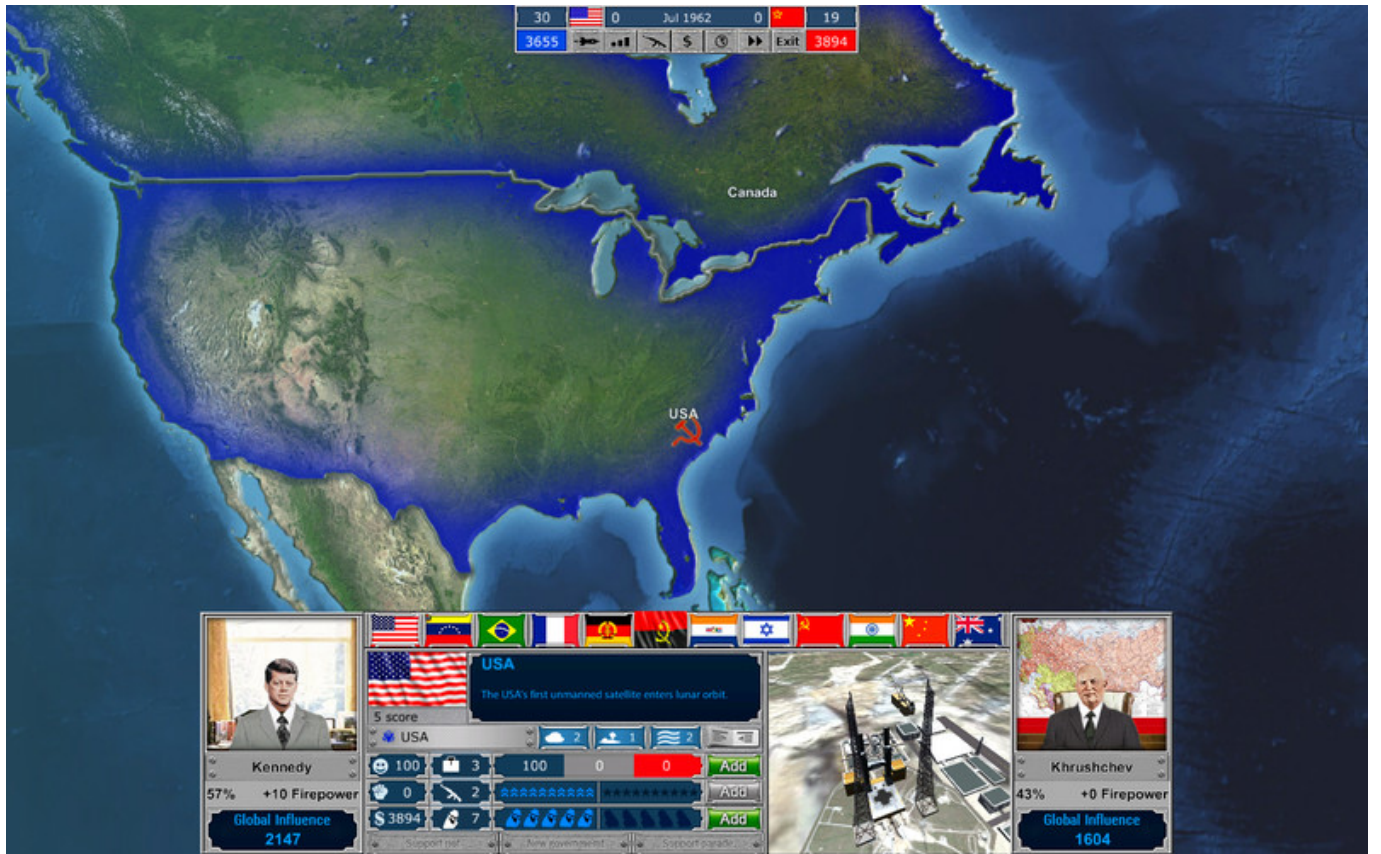 30 0 Jul 1962 0 19
3655 $ Exit 3894
Canada
USA
USA
The USA's first unmanned satellite enters lunar orbit.
5 score
USA 2 1 2
Kennedy
57% +10 Firepower
Global Influence
2147
100 3 100 0 0 Add
0 2 Add
$ 3894 7 Add
Support parade
Khrushchev
43% +0 Firepower
Global Influence
1604